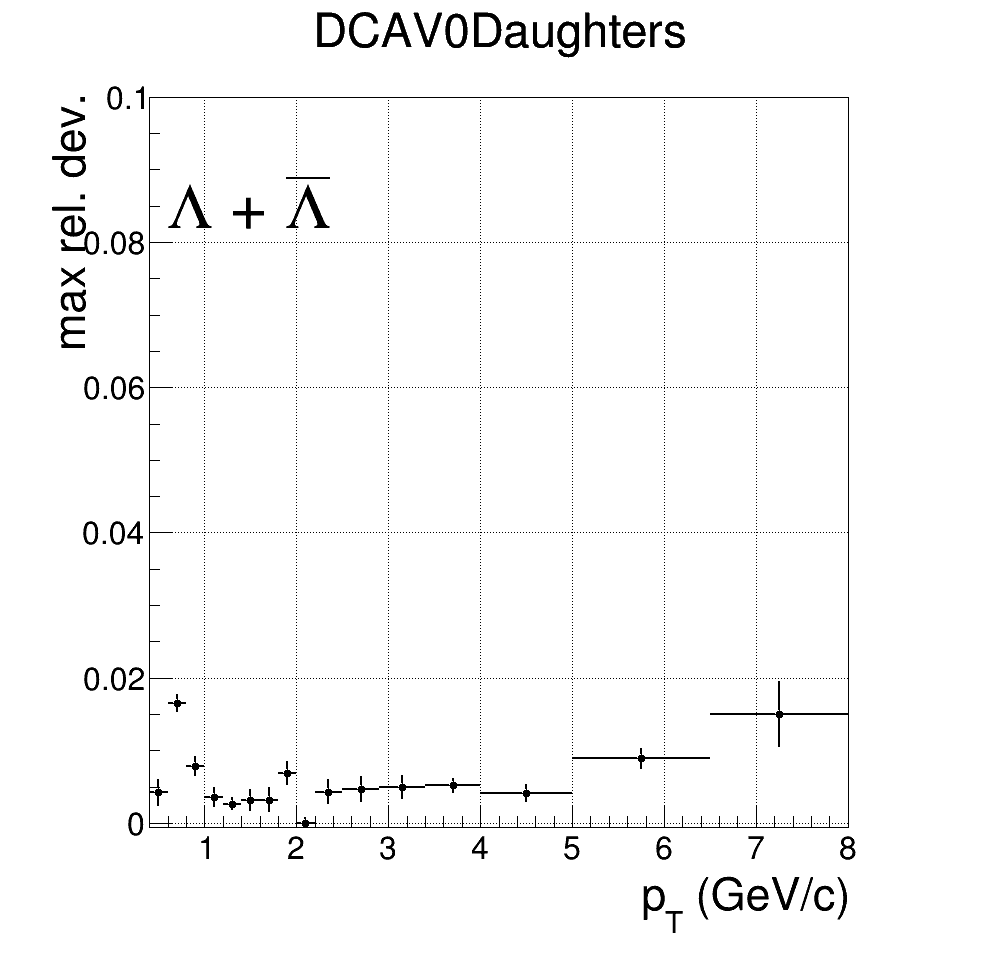 DCAV0Daughters
max rel. dev.
0.1
0.08
0.06
0.04
0.02
0
Λ + Λ̅
1 2 3 4 5 6 7 8
p_T (GeV/c)